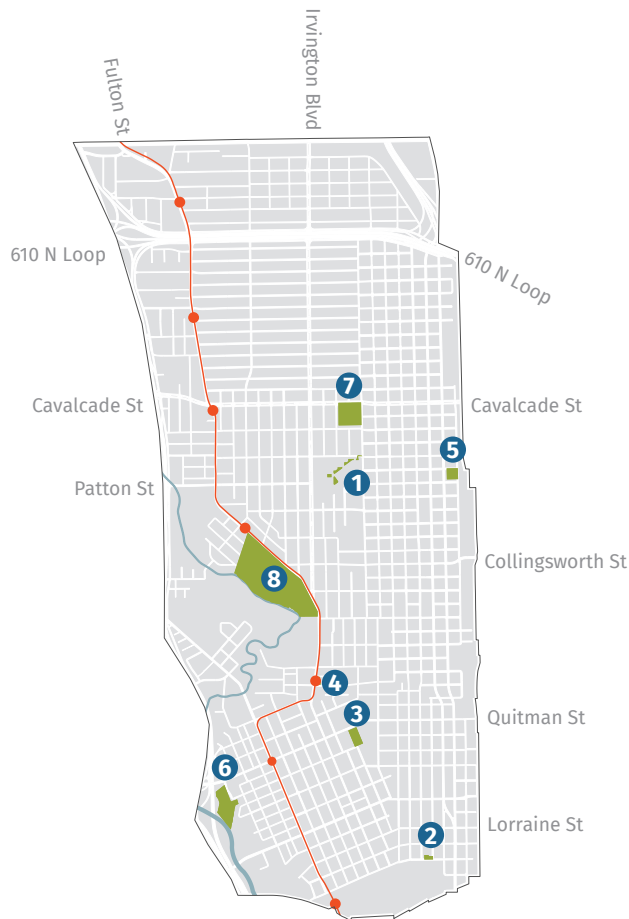 Fulton St
Irvington Blvd
610 N Loop
610 N Loop
7
Cavalcade St
Cavalcade St
5
1
Patton St
Collingsworth St
8
4
3
Quitman St
6
Lorraine St
2